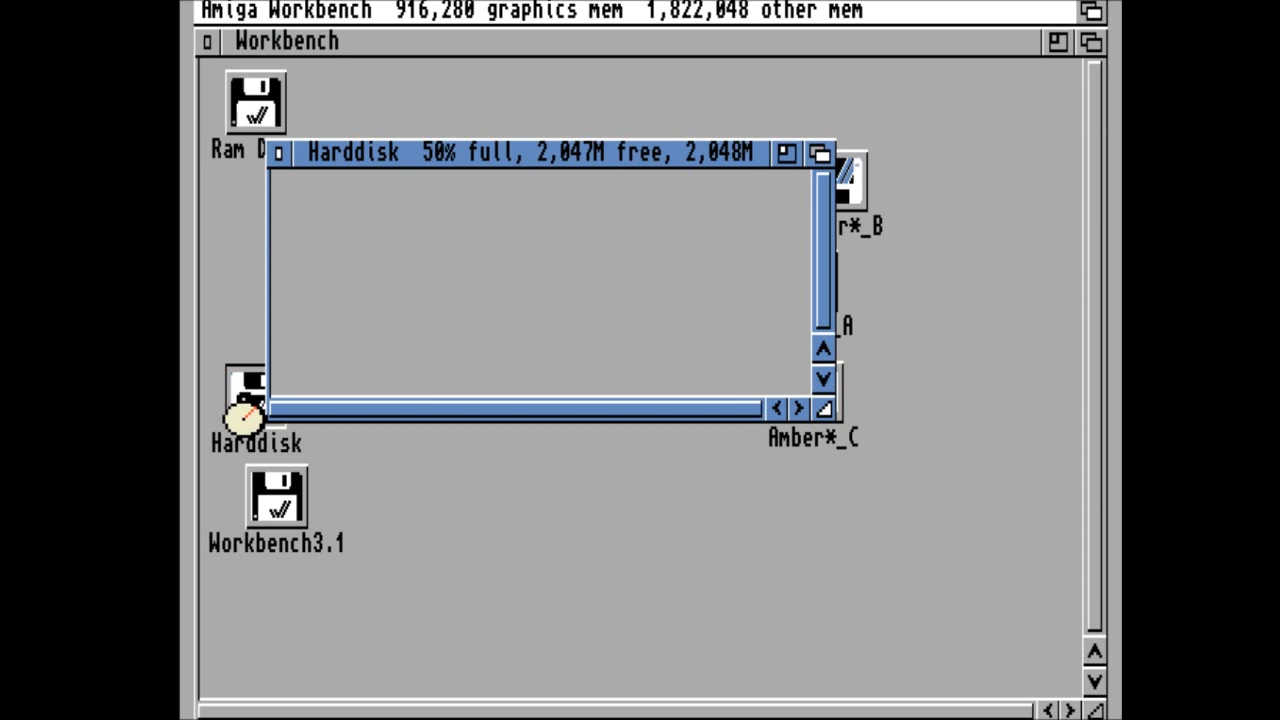 Amiga Workbench 916,280 graphics mem 1,822,048 other mem
Workbench
Ram D
Harddisk 50% full, 2,047M free, 2,048M
r*_B
_A
Harddisk
Amber*_C
Workbench3.1